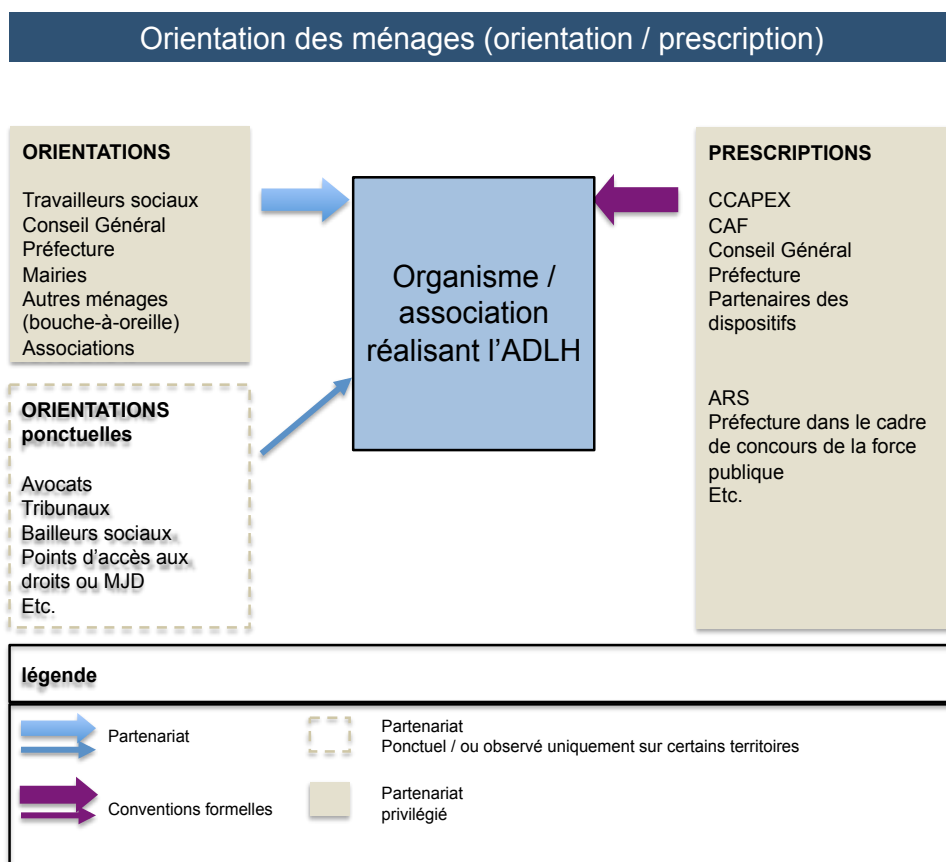 Orientation des ménages (orientation / prescription)
ORIENTATIONS
Travailleurs sociaux
Conseil Général
Préfecture
Mairies
Autres ménages
(bouche-à-oreille)
Associations
ORIENTATIONS
ponctuelles
Avocats
Tribunaux
Bailleurs sociaux
Points d’accès aux
droits ou MJD
Etc.
Organisme /
association
réalisant l’ADLH
PRESCRIPTIONS
CCAPEX
CAF
Conseil Général
Préfecture
Partenaires des
dispositifs
ARS
Préfecture dans le cadre
de concours de la force
publique
Etc.
légende
Partenariat
Conventions formelles
Partenariat
Ponctuel / ou observé uniquement sur certains territoires
Partenariat
privilégié